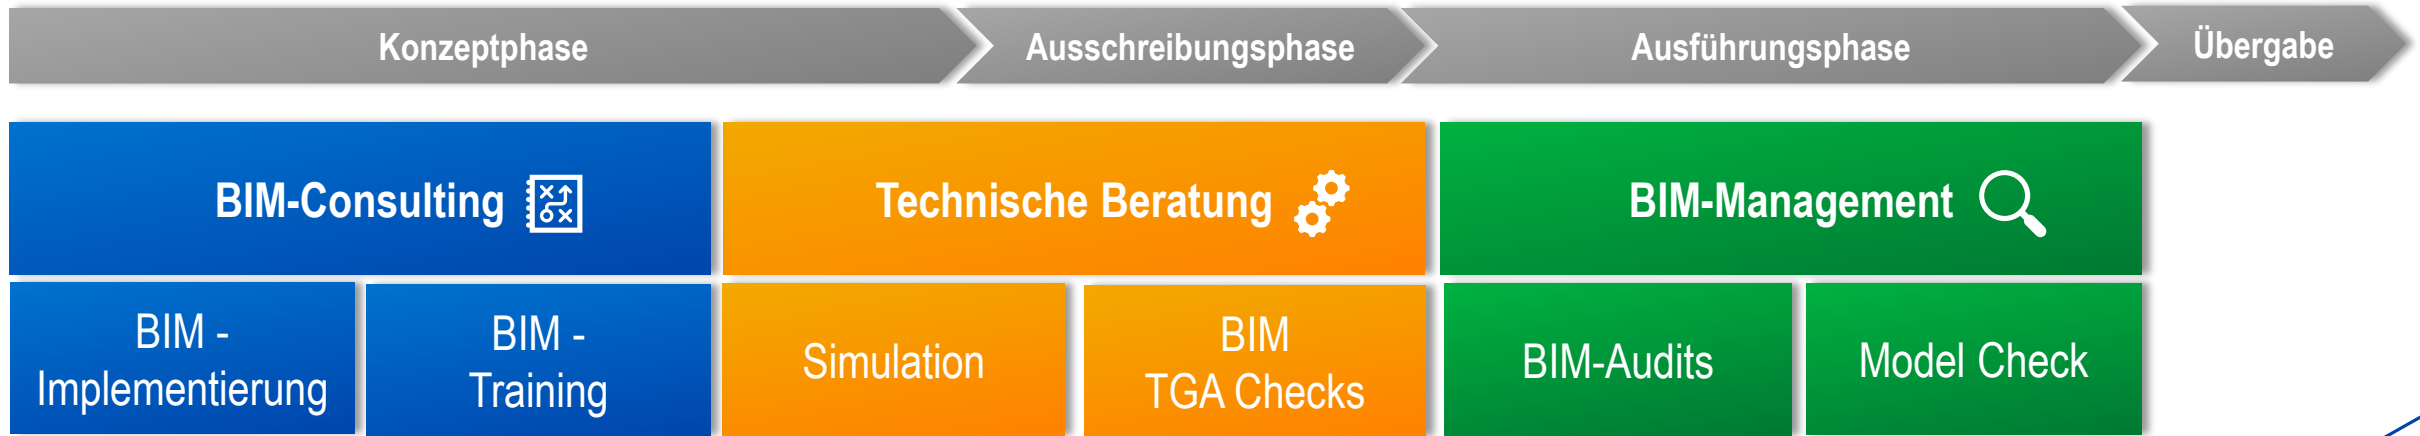 Konzeptphase
Ausschreibungsphase
Ausführungsphase
Übergabe
BIM-Consulting
Technische Beratung
BIM-Management
BIM -
Implementierung
BIM -
Training
Simulation
BIM
TGA Checks
BIM-Audits
Model Check